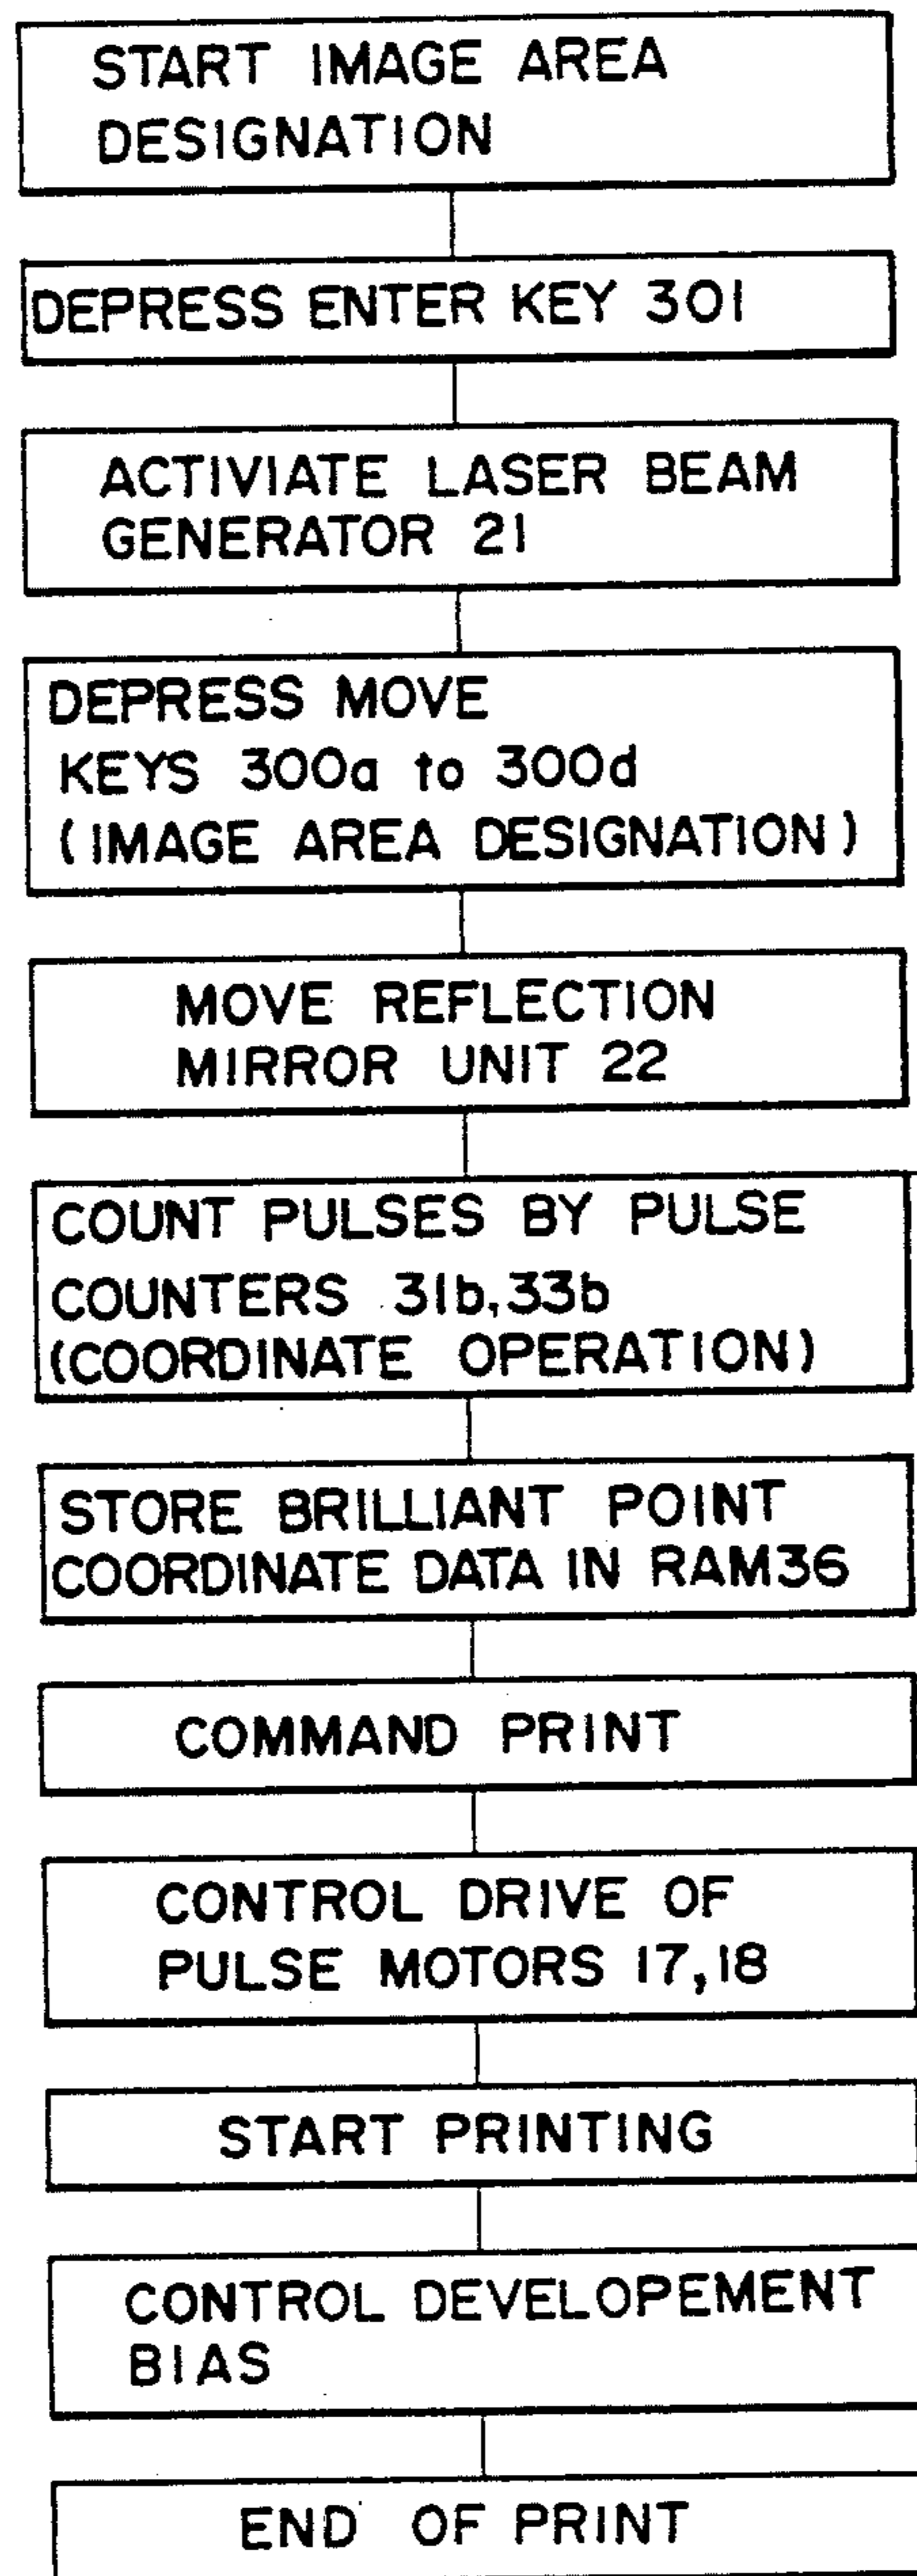 START IMAGE AREA
DESIGNATION
DEPRESS ENTER KEY 301
ACTIVIATE LASER BEAM
GENERATOR 21
DEPRESS MOVE
KEYS 300a to 300d
(IMAGE AREA DESIGNATION)
MOVE REFLECTION
MIRROR UNIT 22
COUNT PULSES BY PULSE
COUNTERS 31b,33b
(COORDINATE OPERATION)
STORE BRILLIANT POINT
COORDINATE DATA IN RAM36
COMMAND PRINT
CONTROL DRIVE OF
PULSE MOTORS 17,18
START PRINTING
CONTROL DEVELOPEMENT
BIAS
END OF PRINT